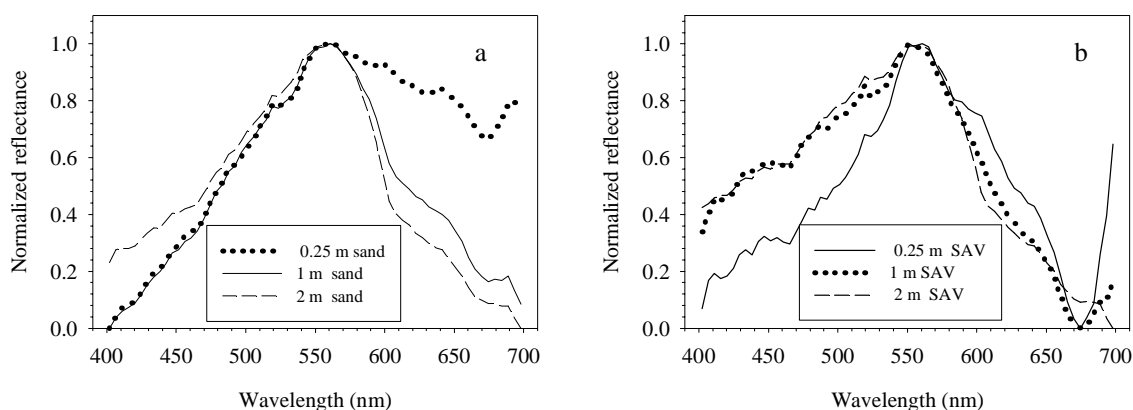 a
Normalized reflectance
1.0
0.8
0.6
0.4
0.2
0.0
0.25 m sand
1 m sand
2 m sand
400 450 500 550 600 650 700
Wavelength (nm)
b
Normalized reflectance
1.0
0.8
0.6
0.4
0.2
0.0
0.25 m SAV
1 m SAV
2 m SAV
400 450 500 550 600 650 700
Wavelength (nm)